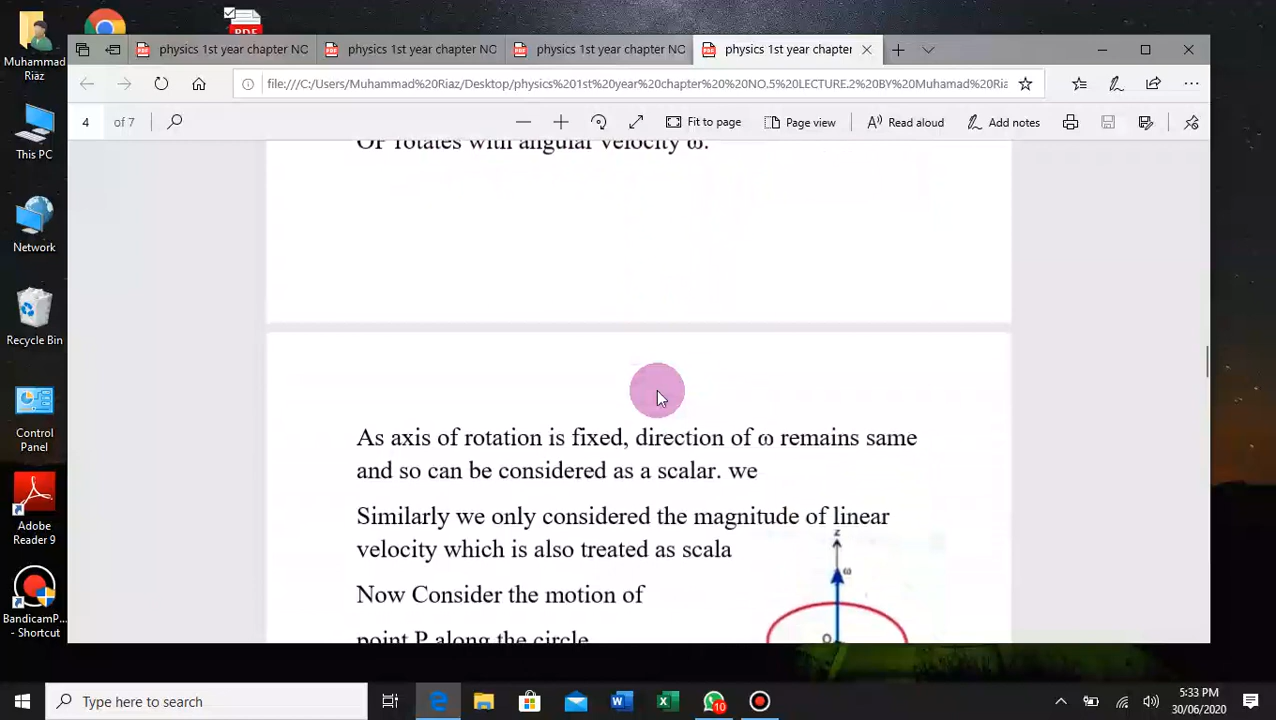 Muhammad
Riaz
This PC
Network
Recycle Bin
Control
Panel
Adobe
Reader 9
BandicamP...
- Shortcut
PDF
physics 1st year chapter NO
physics 1st year chapter NO
physics 1st year chapter NO
physics 1st year chapter
file:///C:/Users/Muhammad%20Riaz/Desktop/physics%201st%20year%20chapter%20%20NO.5%20LECTURE.2%20BY%20Muhamad%20Ria
4 of 7
Fit to page
Page view
Read aloud
Add notes
OP rotates with angular velocity ω.
As axis of rotation is fixed, direction of ω remains same
and so can be considered as a scalar. we
Similarly we only considered the magnitude of linear
velocity which is also treated as scala
Now Consider the motion of
point P along the circle
z
ω
O
Type here to search
10
5:33 PM
30/06/2020